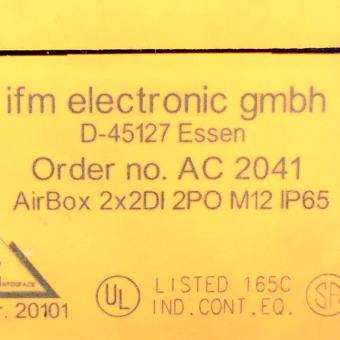 ifm electronic gmbh
D-45127 Essen
Order no. AC 2041
AirBox 2x2DI 2PO M12 IP65
UL LISTED 165C
IND.CONT.EQ.
r. 20101